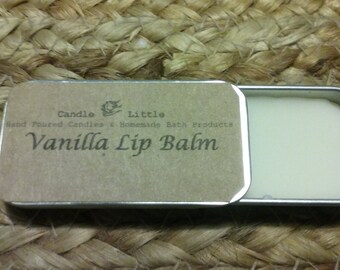 Candle Little
Hand Poured Candles & Homemade Bath Products
Vanilla Lip Balm